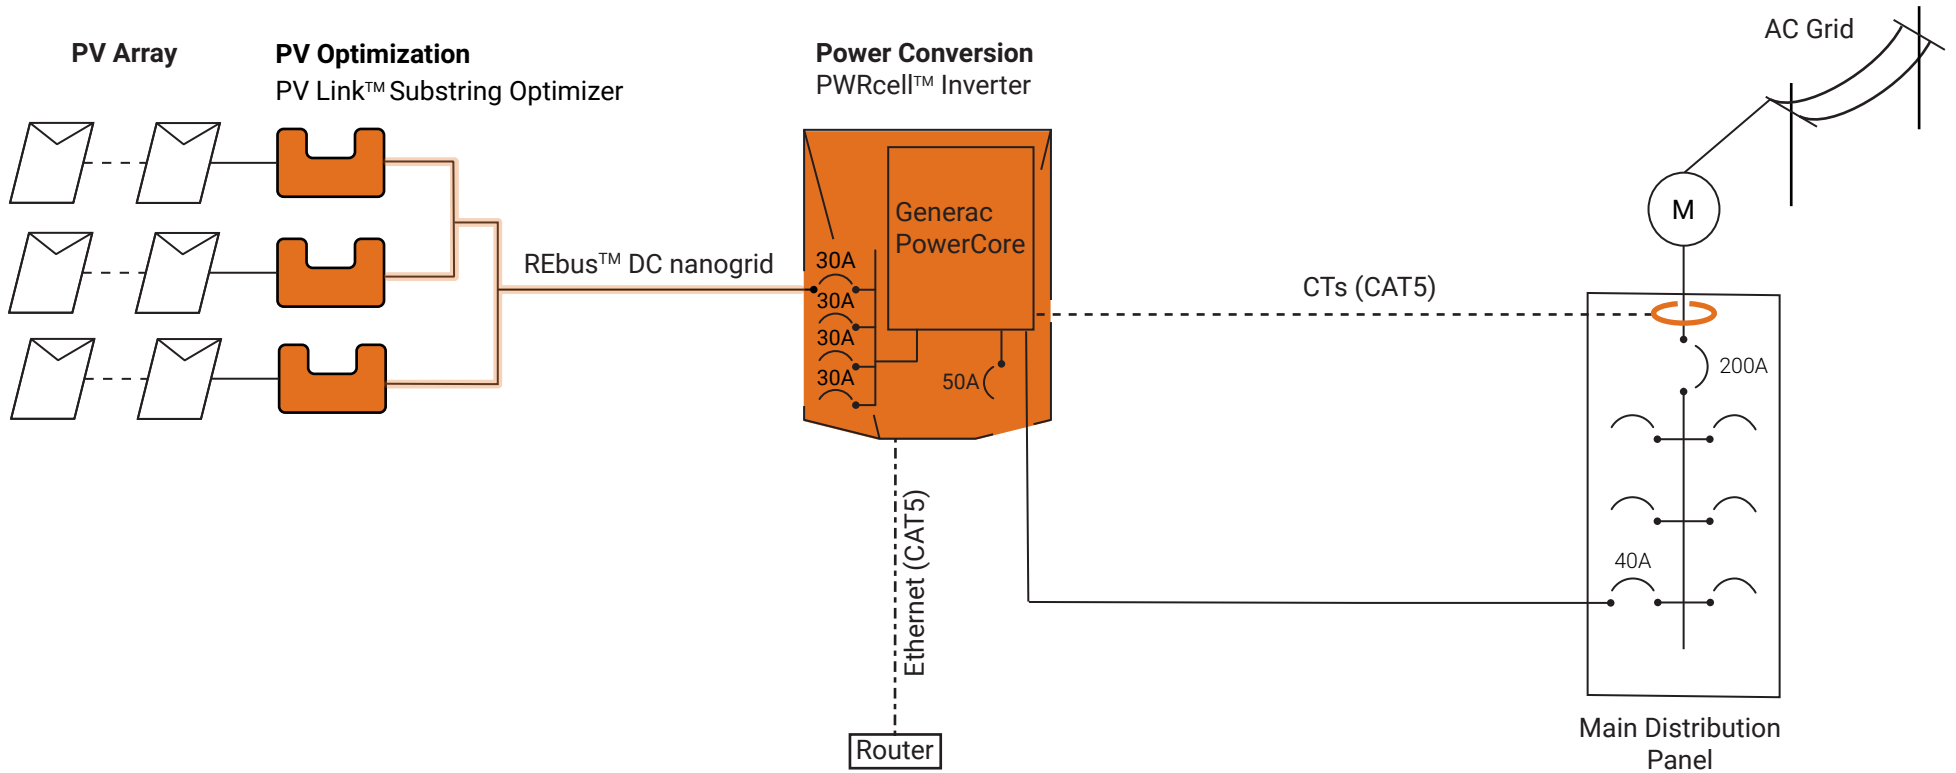 PV Array
PV Optimization
PV Link™ Substring Optimizer
Power Conversion
PWRcell™ Inverter
AC Grid
M
Generac
PowerCore
30A
30A
30A
30A
50A
REbus™ DC nanogrid
CTs (CAT5)
200A
40A
Ethernet (CAT5)
Router
Main Distribution
Panel